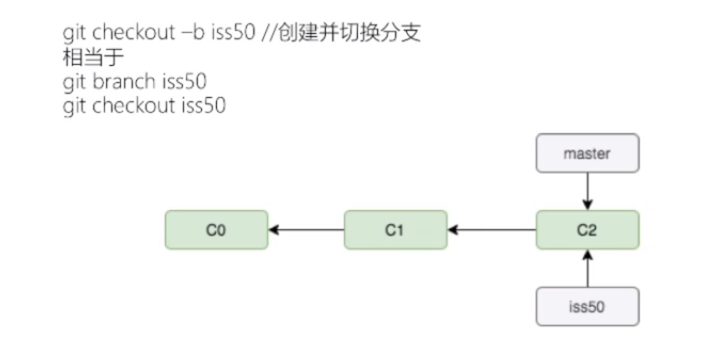 git checkout –b iss50 //创建并切换分支
相当于
git branch iss50
git checkout iss50
master
C0
C1
C2
iss50